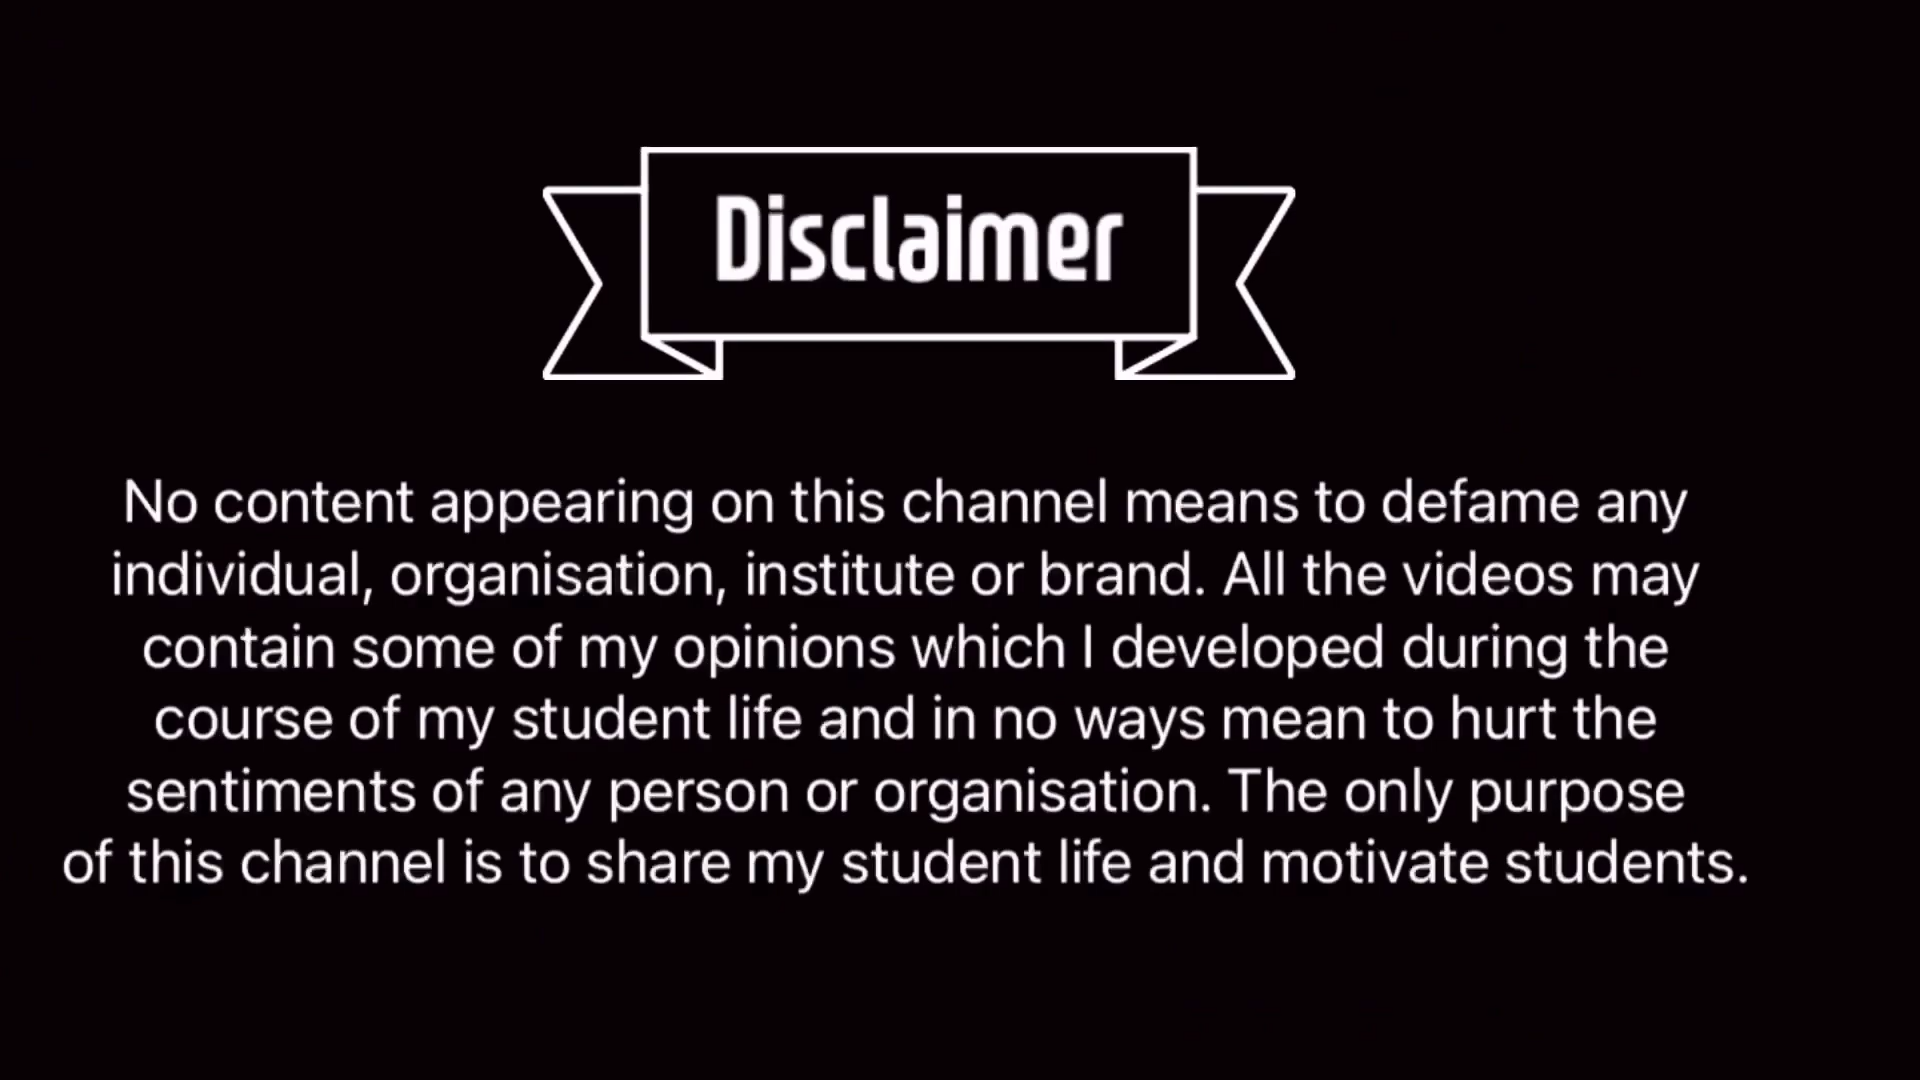 Disclaimer
No content appearing on this channel means to defame any
individual, organisation, institute or brand. All the videos may
contain some of my opinions which I developed during the
course of my student life and in no ways mean to hurt the
sentiments of any person or organisation. The only purpose
of this channel is to share my student life and motivate students.